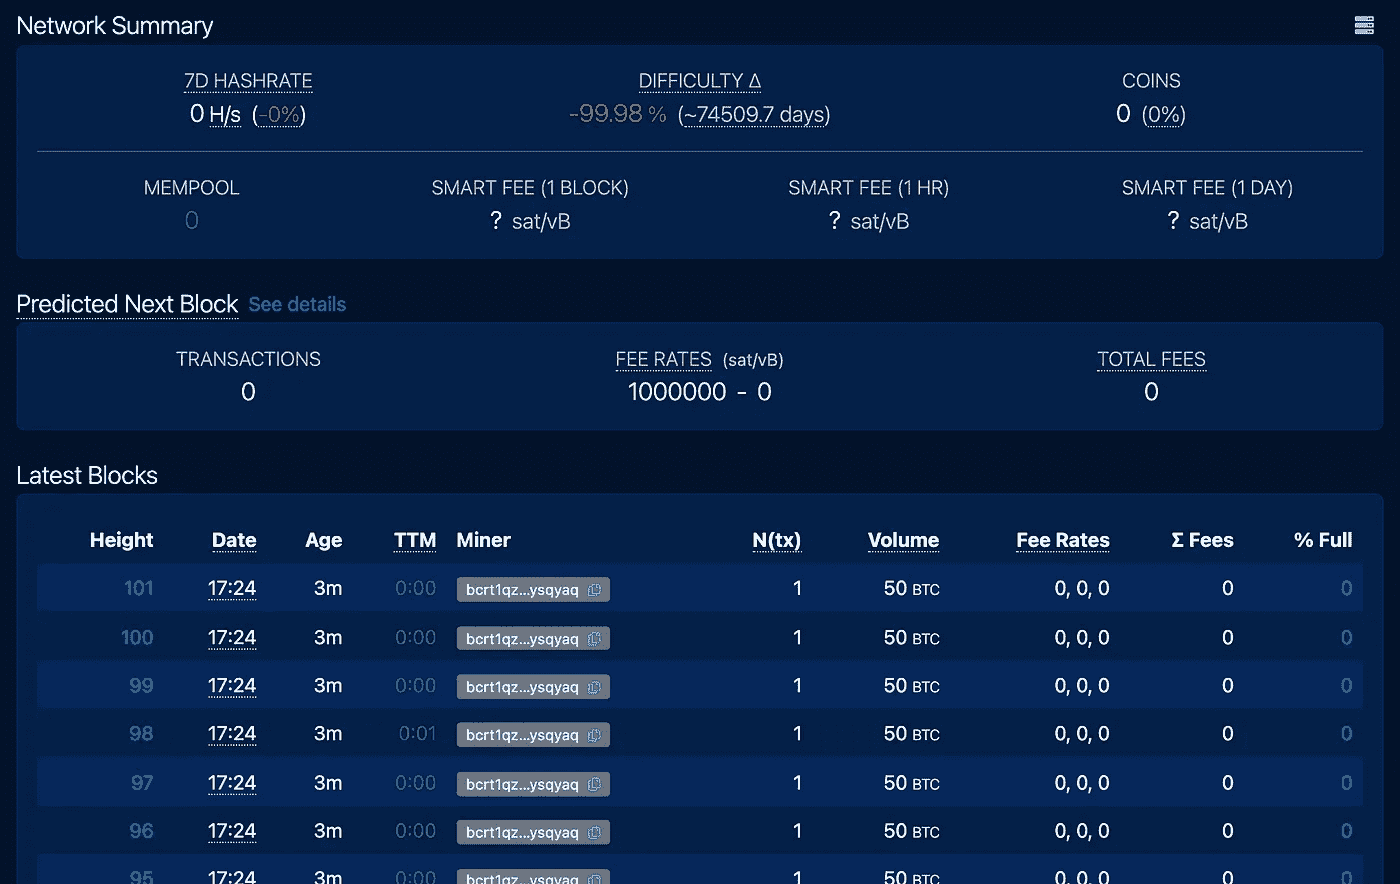 Network Summary
7D HASHRATE DIFFICULTY Δ COINS
0 H/s (-0%) -99.98 % (~74509.7 days) 0 (0%)
MEMPOOL SMART FEE (1 BLOCK) SMART FEE (1 HR) SMART FEE (1 DAY)
0 ? sat/vB ? sat/vB ? sat/vB
Predicted Next Block See details
TRANSACTIONS FEE RATES (sat/vB) TOTAL FEES
0 1000000 - 0 0
Latest Blocks
Height Date Age TTM Miner N(tx) Volume Fee Rates Σ Fees % Full
101 17:24 3m 0:00 bcrt1qz...ysqyaq 1 50 BTC 0, 0, 0 0 0
100 17:24 3m 0:00 bcrt1qz...ysqyaq 1 50 BTC 0, 0, 0 0 0
99 17:24 3m 0:00 bcrt1qz...ysqyaq 1 50 BTC 0, 0, 0 0 0
98 17:24 3m 0:01 bcrt1qz...ysqyaq 1 50 BTC 0, 0, 0 0 0
97 17:24 3m 0:00 bcrt1qz...ysqyaq 1 50 BTC 0, 0, 0 0 0
96 17:24 3m 0:00 bcrt1qz...ysqyaq 1 50 BTC 0, 0, 0 0 0
95 17:24 3m 0:00 bcrt1qz...ysqyaq 1 50 BTC 0, 0, 0 0 0